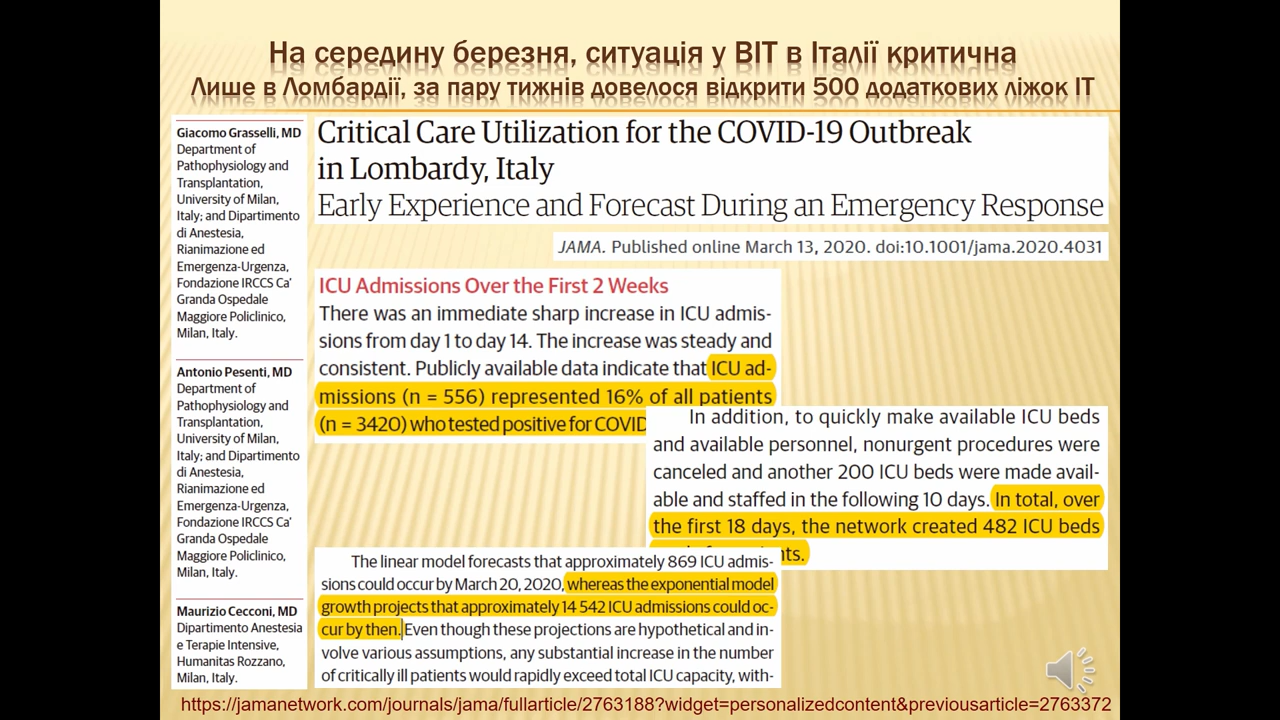 На середину березня, ситуація у ВІТ в Італії критична
Лише в Ломбардії, за пару тижнів довелося відкрити 500 додаткових ліжок ІТ
Giacomo Grasselli, MD
Department of
Pathophysiology and
Transplantation,
University of Milan,
Italy; and Dipartimento
di Anestesia,
Rianimazione ed
Emergenza-Urgenza,
Fondazione IRCCS Ca'
Granda Ospedale
Maggiore Policlinico,
Milan, Italy.
Antonio Pesenti, MD
Department of
Pathophysiology and
Transplantation,
University of Milan,
Italy; and Dipartimento
di Anestesia,
Rianimazione ed
Emergenza-Urgenza,
Fondazione IRCCS Ca'
Granda Ospedale
Maggiore Policlinico,
Milan, Italy.
Maurizio Cecconi, MD
Dipartimento Anestesia
e Terapie Intensive,
Humanitas Rozzano,
Milan, Italy.
Critical Care Utilization for the COVID-19 Outbreak
in Lombardy, Italy
Early Experience and Forecast During an Emergency Response
JAMA. Published online March 13, 2020. doi:10.1001/jama.2020.4031
ICU Admissions Over the First 2 Weeks
There was an immediate sharp increase in ICU admis-
sions from day 1 to day 14. The increase was steady and
consistent. Publicly available data indicate that ICU ad-
missions (n = 556) represented 16% of all patients
(n = 3420) who tested positive for COVID
In addition, to quickly make available ICU beds
and available personnel, nonurgent procedures were
canceled and another 200 ICU beds were made avail-
able and staffed in the following 10 days. In total, over
the first 18 days, the network created 482 ICU beds
The linear model forecasts that approximately 869 ICU admis-
sions could occur by March 20, 2020, whereas the exponential model
growth projects that approximately 14 542 ICU admissions could oc-
cur by then. Even though these projections are hypothetical and in-
volve various assumptions, any substantial increase in the number
of critically ill patients would rapidly exceed total ICU capacity, with-
https://jamanetwork.com/journals/jama/fullarticle/2763188?widget=personalizedcontent&previousarticle=2763372